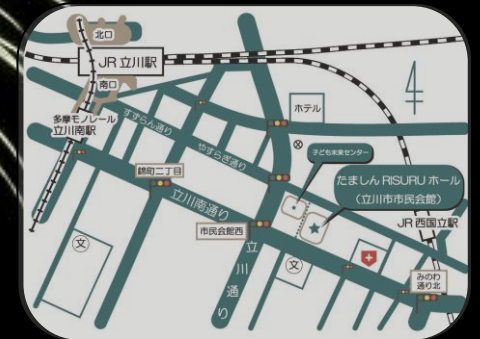 北口
JR 立川駅
南口
多摩モノレール
立川南駅
すずらん通り
ホテル
やすらぎ通り
子ども未来センター
錦町二丁目
たましん RISURU ホール
(立川市市民会館)
立川南通り
JR 西国立駅
市民会館西
立川通り
文
文
みのわ
通り北